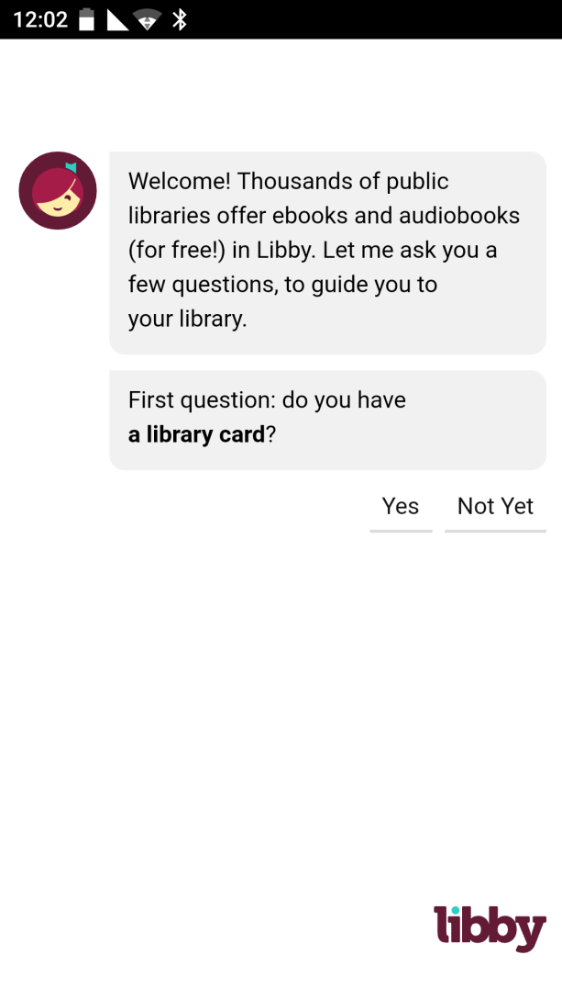 12:02
Welcome! Thousands of public
libraries offer ebooks and audiobooks
(for free!) in Libby. Let me ask you a
few questions, to guide you to
your library.
First question: do you have
a library card?
Yes Not Yet
libby